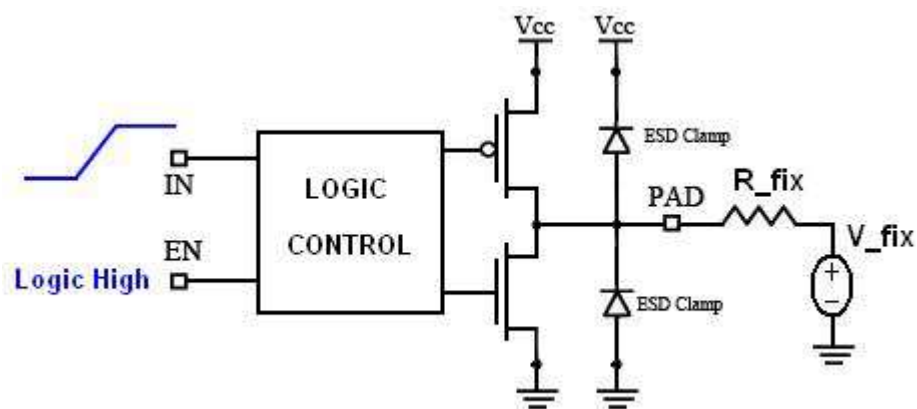 Vcc Vcc
ESD Clamp
IN
LOGIC
CONTROL
PAD
R_fix
V_fix
EN
Logic High
ESD Clamp
+
−